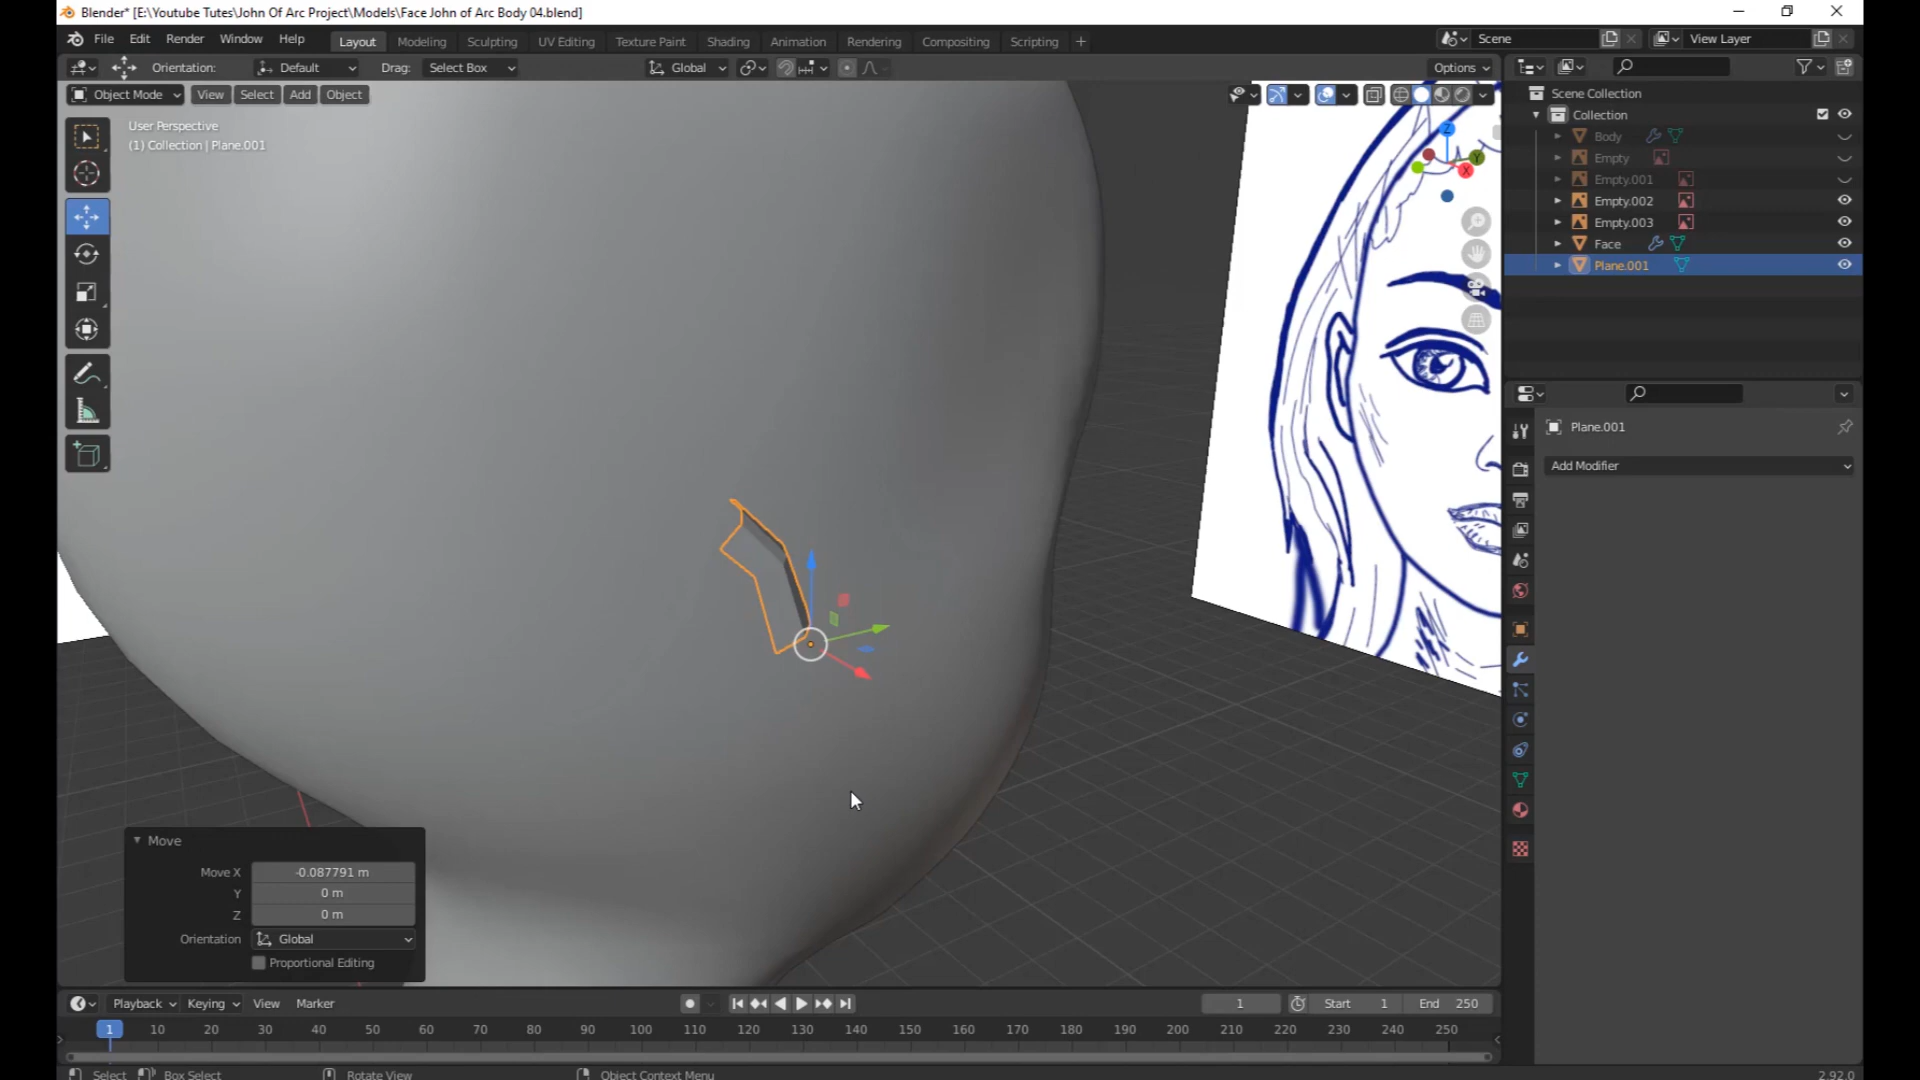 Blender* [E:\Youtube Tutes\John Of Arc Project\Models\Face John of Arc Body 04.blend]
File Edit Render Window Help Layout Modeling Sculpting UV Editing Texture Paint Shading Animation Rendering Compositing Scripting + Scene View Layer
Orientation: Default Drag: Select Box Global Options
Object Mode View Select Add Object
User Perspective
(1) Collection | Plane.001
Z
Y
X
Scene Collection
Collection
Body
Empty
Empty.001
Empty.002
Empty.003
Face
Plane.001
Plane.001
Add Modifier
Move
Move X -0.087791 m
Y 0 m
Z 0 m
Orientation Global
Proportional Editing
Playback Keying View Marker 1 Start 1 End 250
1 10 20 30 40 50 60 70 80 90 100 110 120 130 140 150 160 170 180 190 200 210 220 230 240 250
Select Box Select Rotate View Object Context Menu 2.92.0